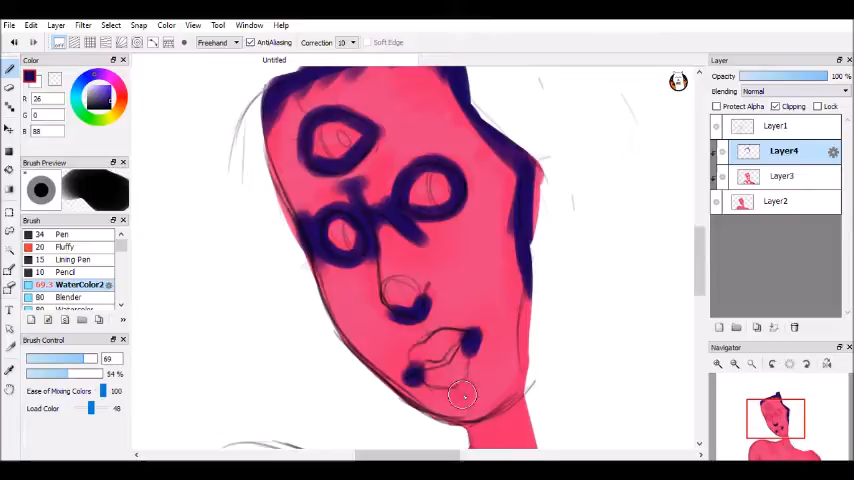 File Edit Layer Filter Select Snap Color View Tool Window Help
OFF Freehand AntiAliasing Correction 10 Soft Edge
Color
Untitled
Layer
R 26
G 0
B 88
Opacity 100 %
Blending Normal
Protect Alpha Clipping Lock
Layer1
Layer4
Layer3
Layer2
Brush Preview
Brush
34 Pen
20 Fluffy
15 Lining Pen
10 Pencil
69.3 WaterColor2
80 Blender
80 Watercolor
Brush Control
69
54 %
Ease of Mixing Colors 100
Load Color 48
Navigator